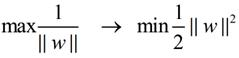 max 1/||w|| → min 1/2 ||w||²